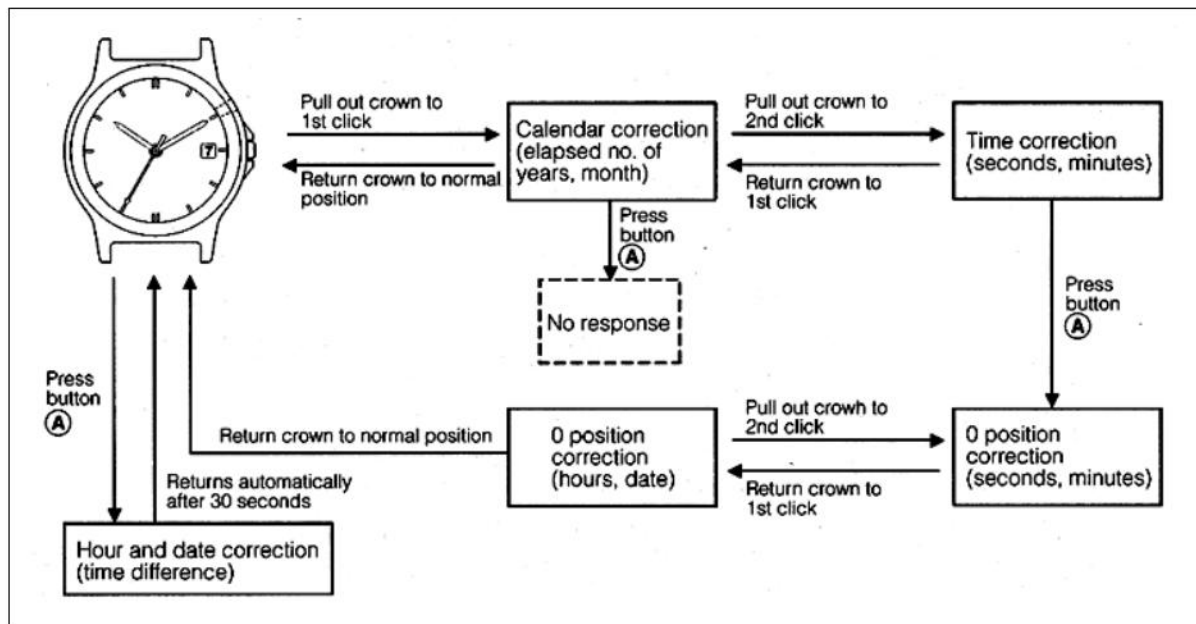 Pull out crown to
1st click
Return crown to normal
position
Calendar correction
(elapsed no. of
years, month)
Pull out crown to
2nd click
Return crown to
1st click
Time correction
(seconds, minutes)
7
Press
button
A
No response
Press
button
A
Press
button
A
Return crown to normal position
Returns automatically
after 30 seconds
0 position
correction
(hours, date)
Pull out crowh to
2nd click
Return crown to
1st click
0 position
correction
(seconds, minutes)
Hour and date correction
(time difference)